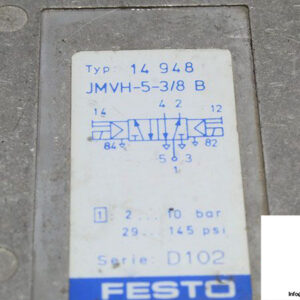 Typ: 14 948
JMVH-5-3/8 B
4 2
14 12
84 82
5 3
1
1 2 ... 10 bar
29 ... 145 psi
Serie: D102
FESTO